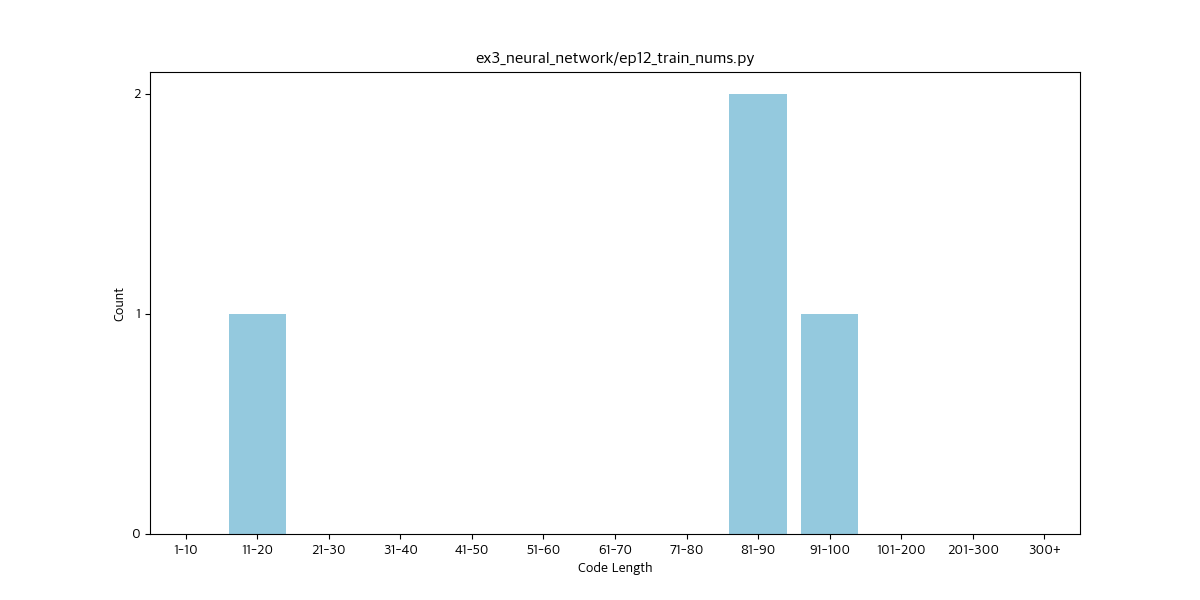 ex3_neural_network/ep12_train_nums.py
2
1
0
Count
1-10 11-20 21-30 31-40 41-50 51-60 61-70 71-80 81-90 91-100 101-200 201-300 300+
Code Length